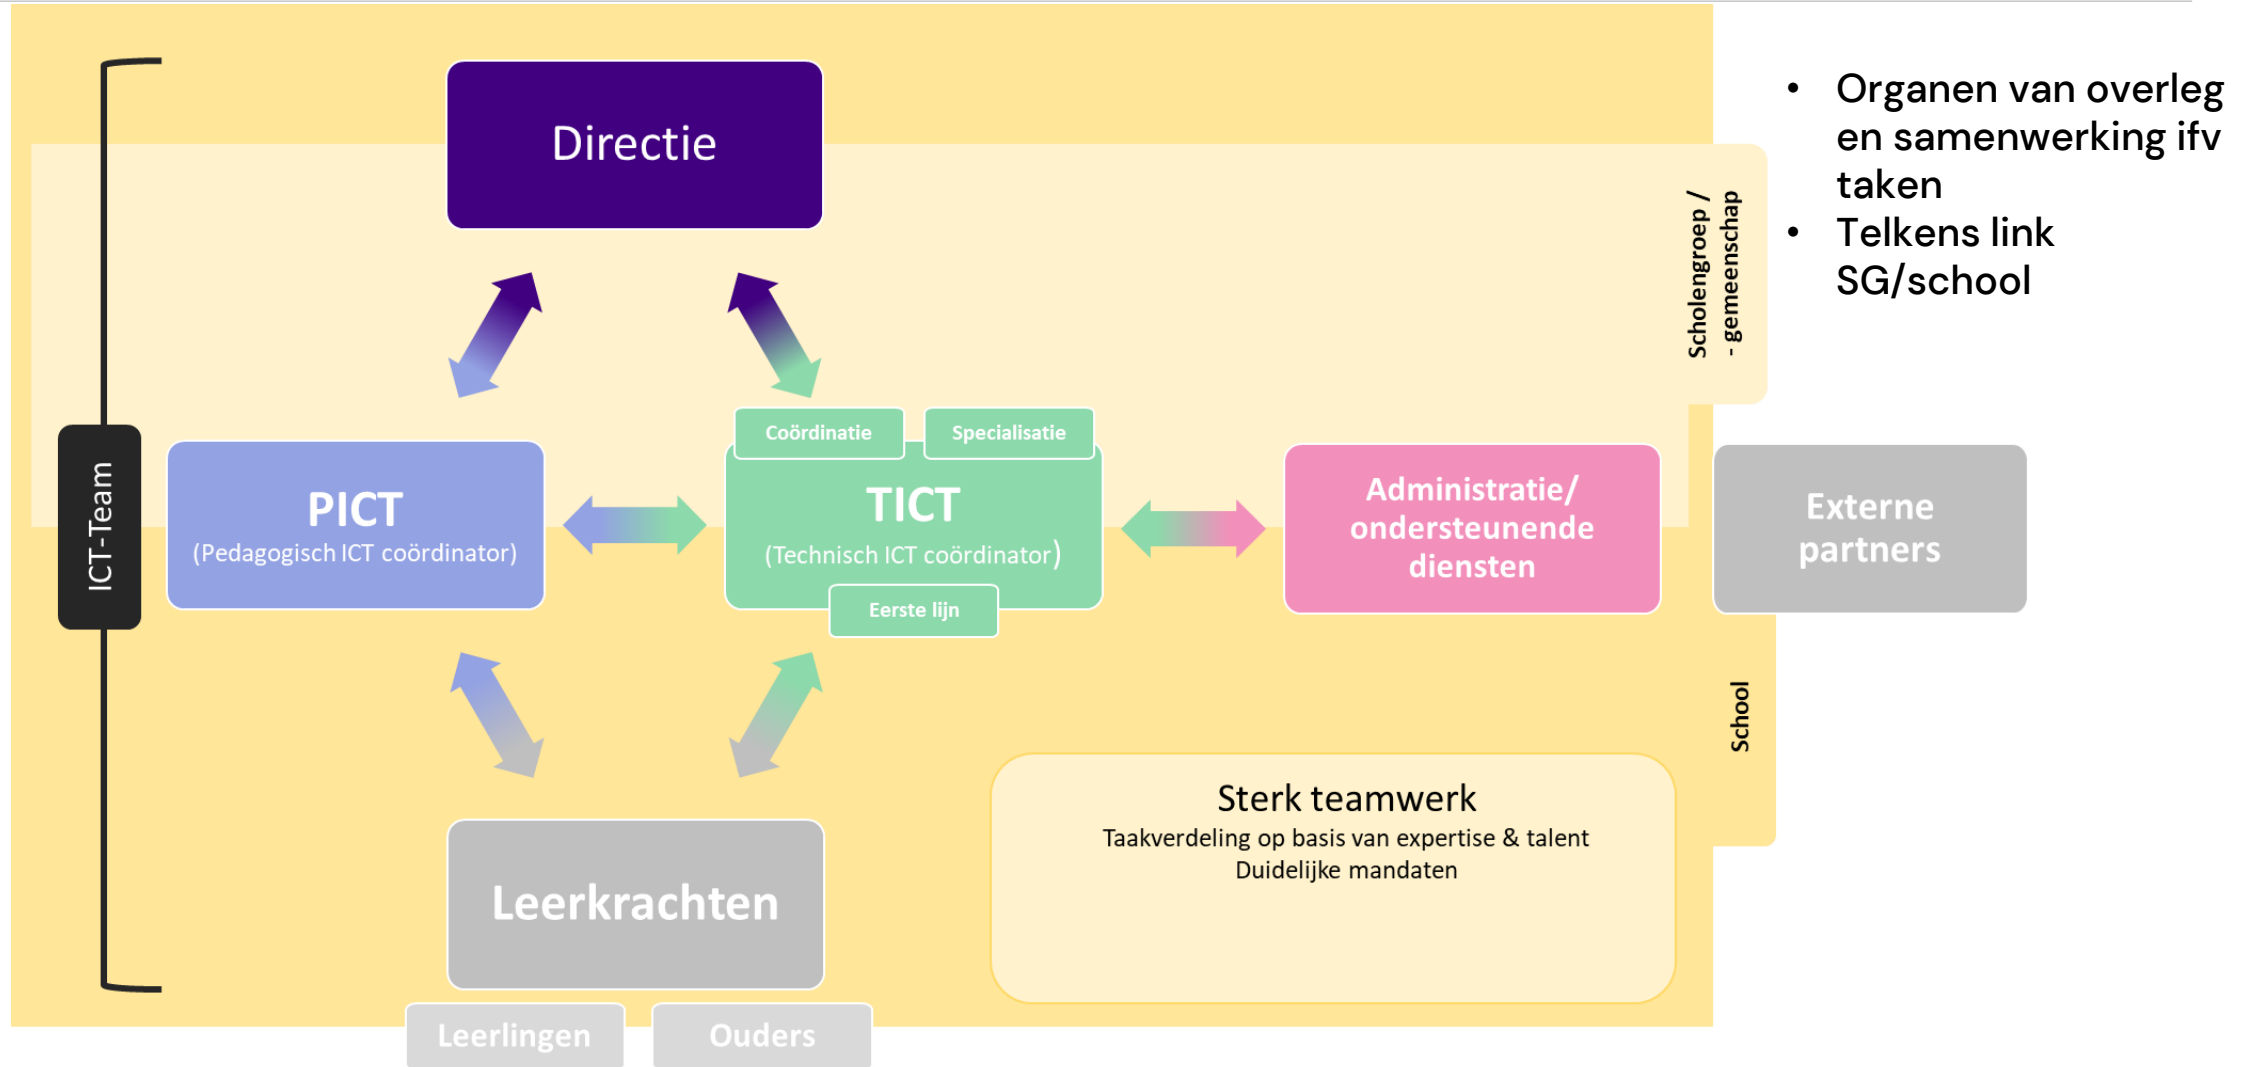 Directie
• Organen van overleg
en samenwerking ifv
taken
• Telkens link
SG/school
Scholengroep /
- gemeenschap
ICT-Team
PICT
(Pedagogisch ICT coördinator)
Coördinatie
Specialisatie
TICT
(Technisch ICT coördinator)
Eerste lijn
Administratie/
ondersteunende
diensten
Externe
partners
School
Sterk teamwerk
Taakverdeling op basis van expertise & talent
Duidelijke mandaten
Leerkrachten
Leerlingen
Ouders